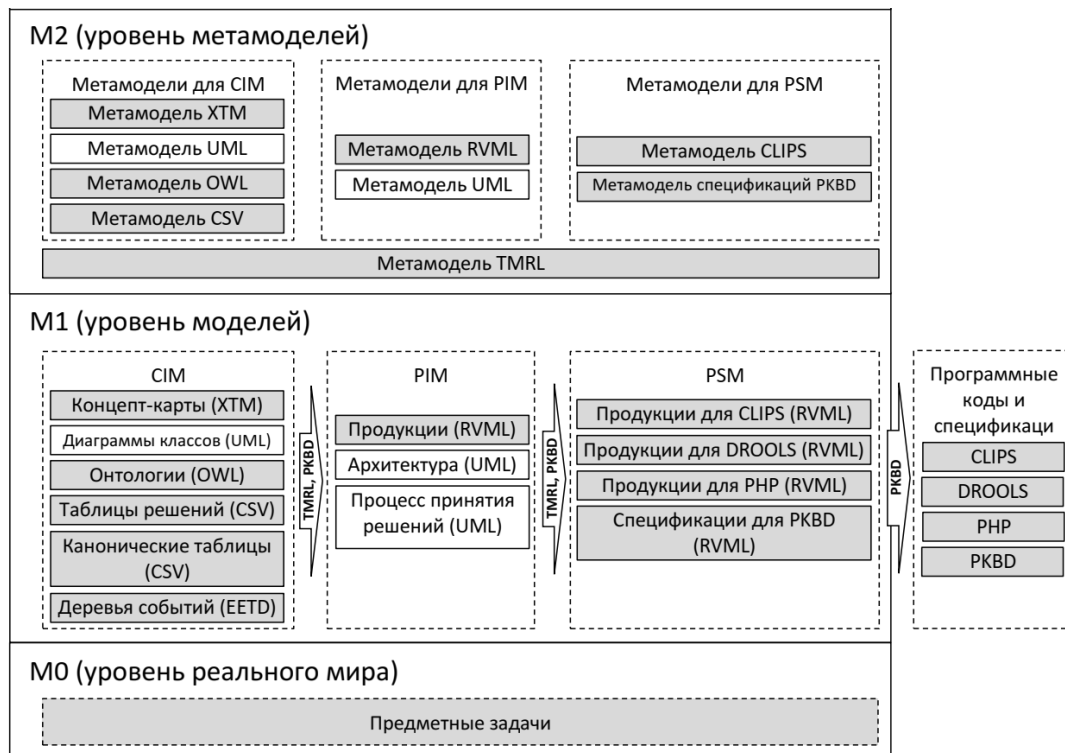 M2 (уровень метамоделей)
Метамодели для CIM
Метамодель XTM
Метамодель UML
Метамодель OWL
Метамодель CSV
Метамодели для PIM
Метамодель RVML
Метамодель UML
Метамодели для PSM
Метамодель CLIPS
Метамодель спецификаций PKBD
Метамодель TMRL
M1 (уровень моделей)
CIM
Концепт-карты (XTM)
Диаграммы классов (UML)
Онтологии (OWL)
Таблицы решений (CSV)
Канонические таблицы
(CSV)
Деревья событий (EETD)
TMRL, PKBD
PIM
Продукции (RVML)
Архитектура (UML)
Процесс принятия
решений (UML)
TMRL, PKBD
PSM
Продукции для CLIPS (RVML)
Продукции для DROOLS (RVML)
Продукции для PHP (RVML)
Спецификации для PKBD
(RVML)
PKBD
Программные
коды и
спецификаци
CLIPS
DROOLS
PHP
PKBD
M0 (уровень реального мира)
Предметные задачи